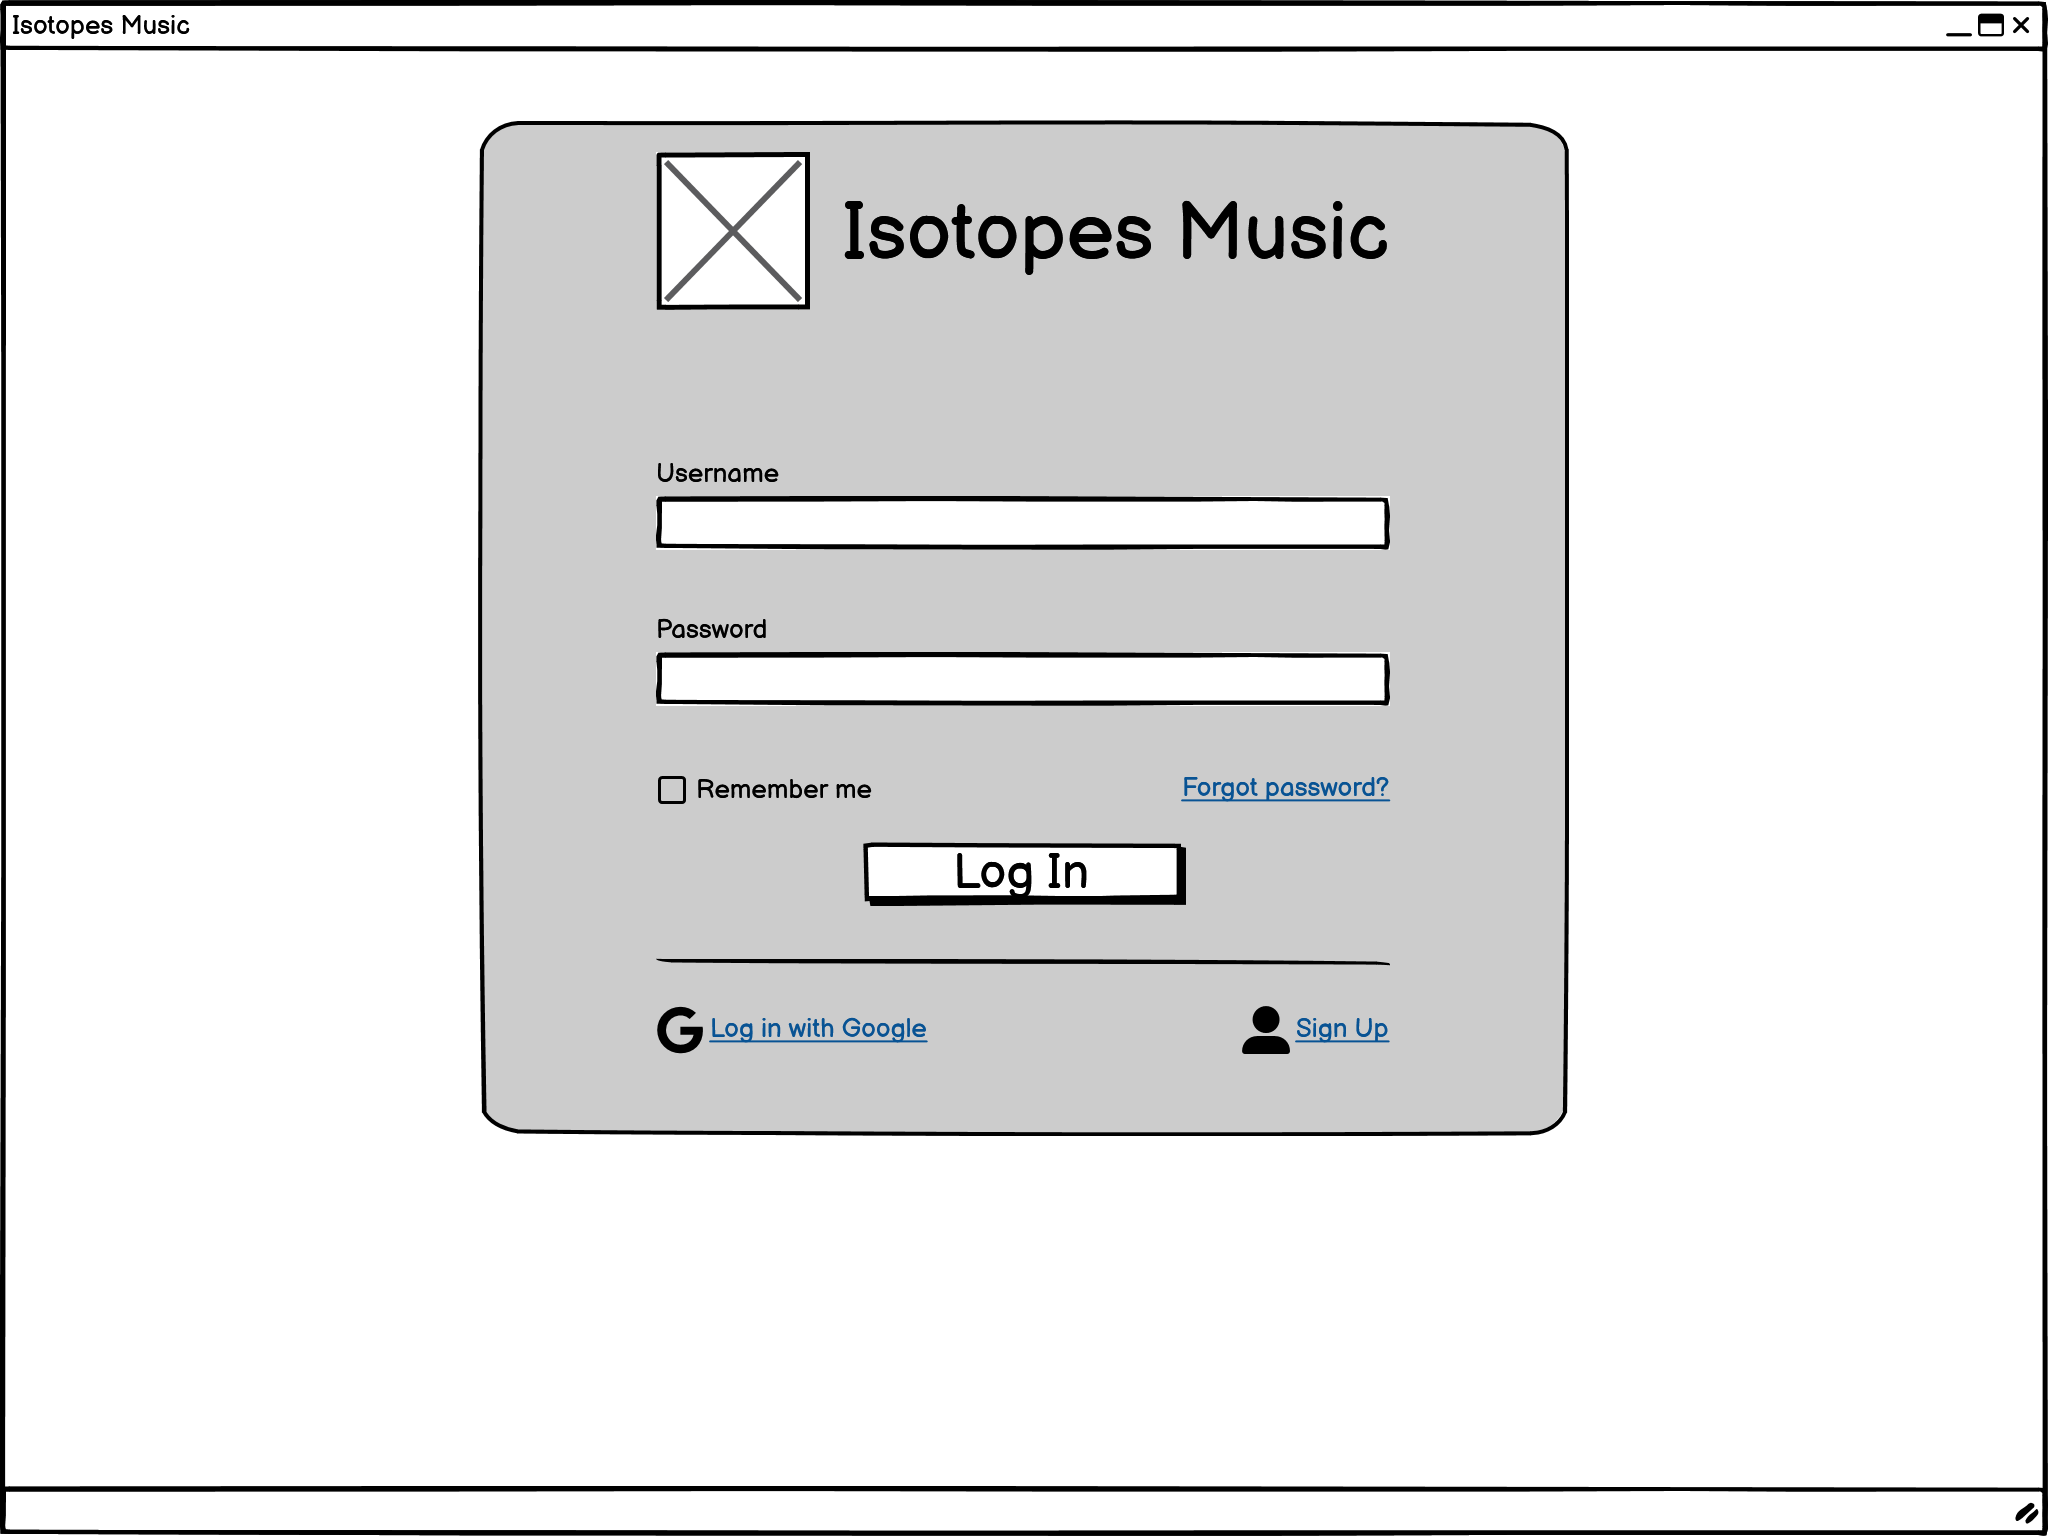 Isotopes Music
Isotopes Music
Username
Password
Remember me
Forgot password?
Log In
Log in with Google
Sign Up